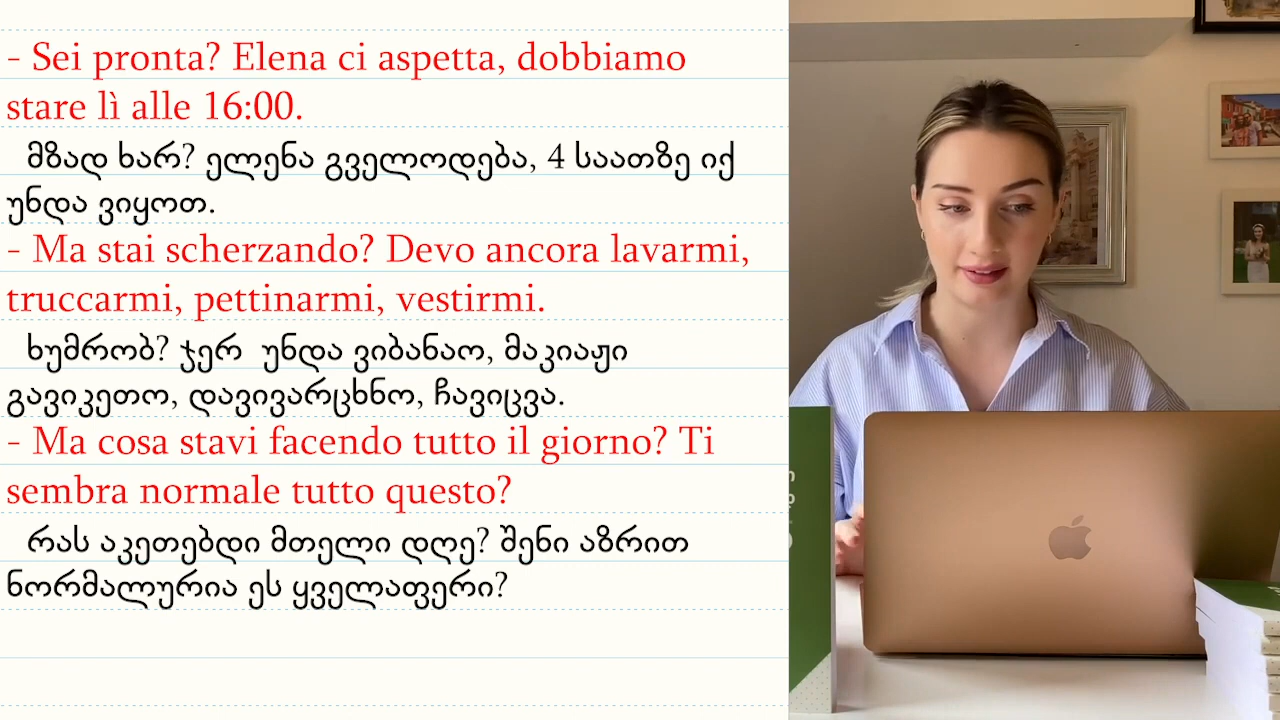 - Sei pronta? Elena ci aspetta, dobbiamo
stare lì alle 16:00.
მზად ხარ? ელენა გველოდება, 4 საათზე იქ
უნდა ვიყოთ.
- Ma stai scherzando? Devo ancora lavarmi,
truccarmi, pettinarmi, vestirmi.
ხუმრობ? ჯერ  უნდა ვიბანაო, მაკიაჟი
გავიკეთო, დავივარცხნო, ჩავიცვა.
- Ma cosa stavi facendo tutto il giorno? Ti
sembra normale tutto questo?
რას აკეთებდი მთელი დღე? შენი აზრით
ნორმალურია ეს ყველაფერი?